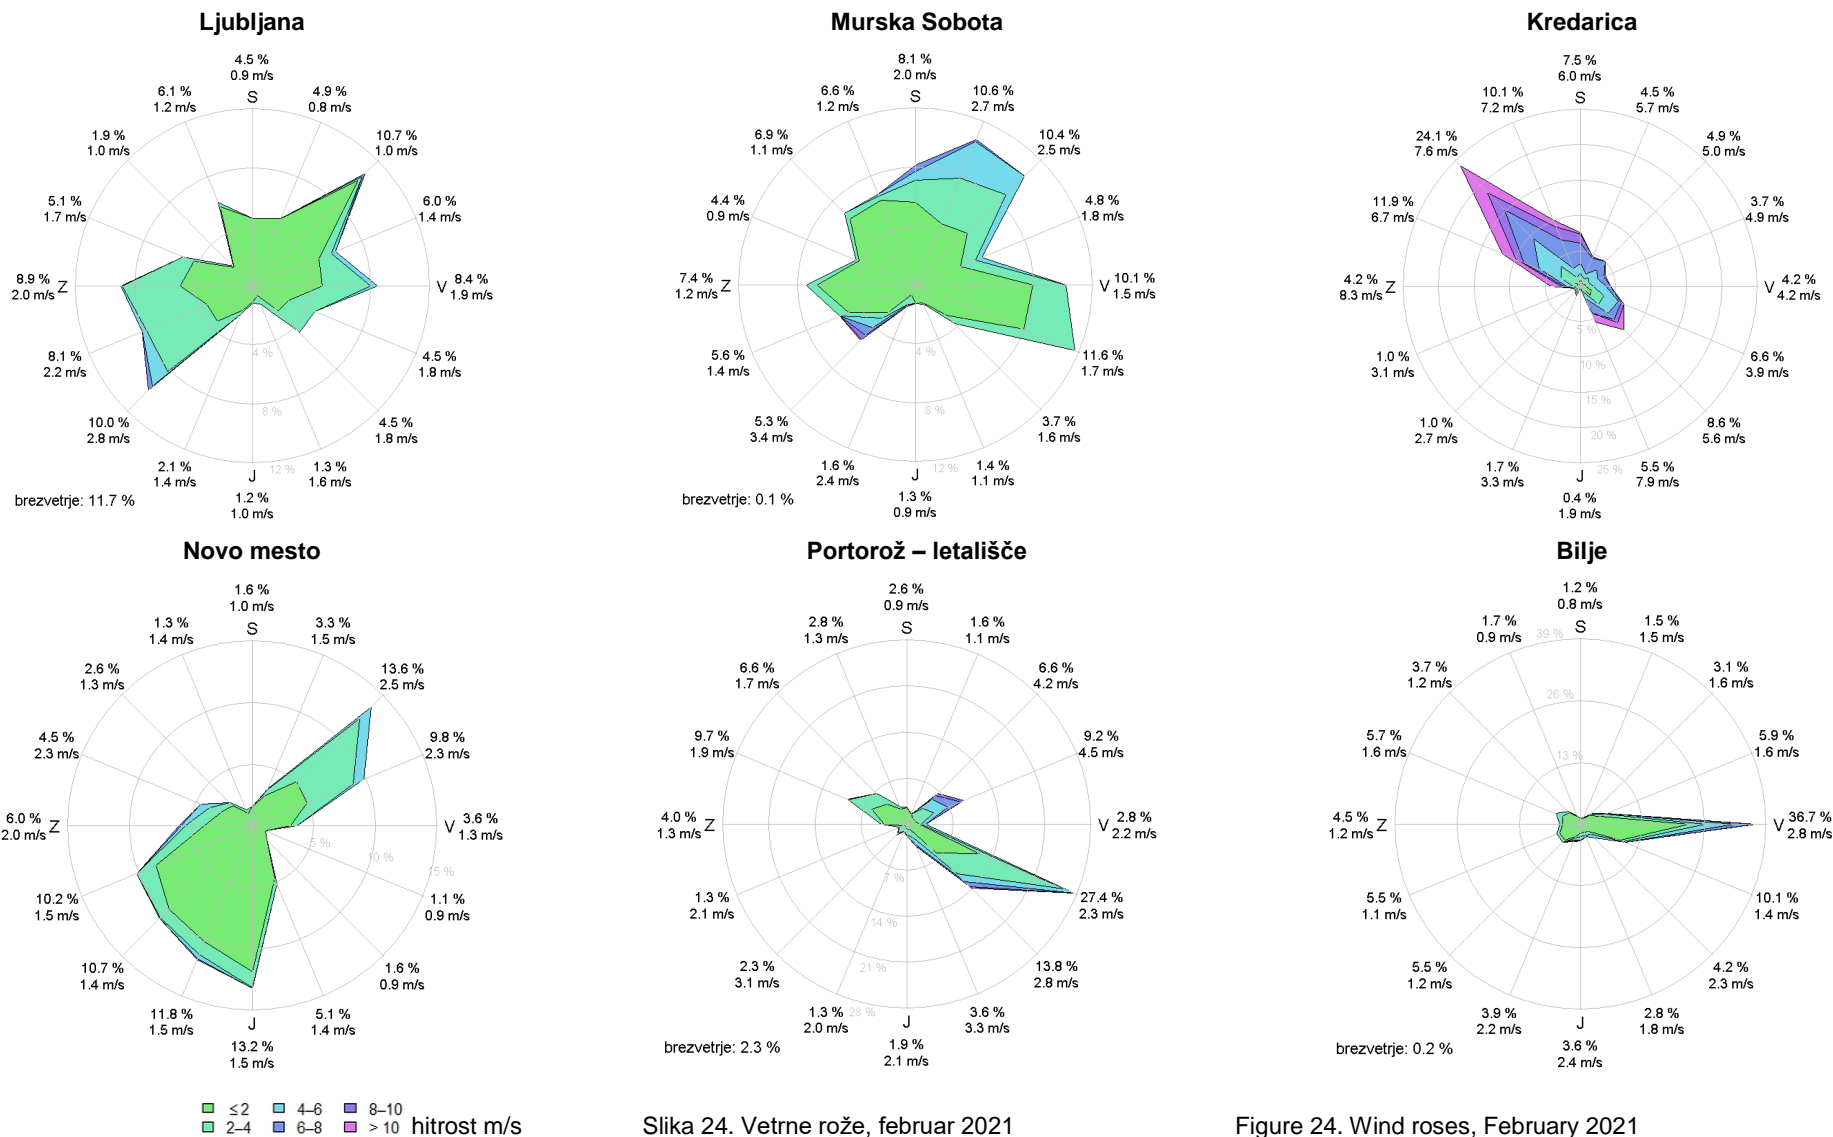 Ljubljana
4.5 %
0.9 m/s
S
4.9 %
0.8 m/s
10.7 %
1.0 m/s
6.0 %
1.4 m/s
V 8.4 %
1.9 m/s
4.5 %
1.8 m/s
4.5 %
1.8 m/s
1.3 %
1.6 m/s
J
1.2 %
1.0 m/s
2.1 %
1.4 m/s
10.0 %
2.8 m/s
8.1 %
2.2 m/s
8.9 %
2.0 m/s Z
5.1 %
1.7 m/s
1.9 %
1.0 m/s
6.1 %
1.2 m/s
4 %
8 %
12 %
brezvetrje: 11.7 %
Murska Sobota
8.1 %
2.0 m/s
S
10.6 %
2.7 m/s
10.4 %
2.5 m/s
4.8 %
1.8 m/s
V 10.1 %
1.5 m/s
11.6 %
1.7 m/s
3.7 %
1.6 m/s
1.4 %
1.1 m/s
J
1.3 %
0.9 m/s
1.6 %
2.4 m/s
5.3 %
3.4 m/s
5.6 %
1.4 m/s
7.4 %
1.2 m/s Z
4.4 %
0.9 m/s
6.9 %
1.1 m/s
6.6 %
1.2 m/s
4 %
8 %
12 %
brezvetrje: 0.1 %
Kredarica
7.5 %
6.0 m/s
S
4.5 %
5.7 m/s
4.9 %
5.0 m/s
3.7 %
4.9 m/s
V 4.2 %
4.2 m/s
6.6 %
3.9 m/s
8.6 %
5.6 m/s
5.5 %
7.9 m/s
J
0.4 %
1.9 m/s
1.7 %
3.3 m/s
1.0 %
2.7 m/s
1.0 %
3.1 m/s
4.2 %
8.3 m/s Z
11.9 %
6.7 m/s
24.1 %
7.6 m/s
10.1 %
7.2 m/s
5 %
10 %
15 %
20 %
25 %
Novo mesto
1.6 %
1.0 m/s
S
3.3 %
1.5 m/s
13.6 %
2.5 m/s
9.8 %
2.3 m/s
V 3.6 %
1.3 m/s
1.1 %
0.9 m/s
1.6 %
0.9 m/s
5.1 %
1.4 m/s
J
13.2 %
1.5 m/s
11.8 %
1.5 m/s
10.7 %
1.4 m/s
10.2 %
1.5 m/s
6.0 %
2.0 m/s Z
4.5 %
2.3 m/s
2.6 %
1.3 m/s
1.3 %
1.4 m/s
5 %
10 %
15 %
Portorož – letališče
2.6 %
0.9 m/s
S
1.6 %
1.1 m/s
6.6 %
4.2 m/s
9.2 %
4.5 m/s
V 2.8 %
2.2 m/s
27.4 %
2.3 m/s
13.8 %
2.8 m/s
3.6 %
3.3 m/s
J
1.9 %
2.1 m/s
1.3 %
2.0 m/s
2.3 %
3.1 m/s
1.3 %
2.1 m/s
4.0 %
1.3 m/s Z
9.7 %
1.9 m/s
6.6 %
1.7 m/s
2.8 %
1.3 m/s
7 %
14 %
21 %
28 %
brezvetrje: 2.3 %
Bilje
1.2 %
0.8 m/s
S
1.5 %
1.5 m/s
3.1 %
1.6 m/s
5.9 %
1.6 m/s
V 36.7 %
2.8 m/s
10.1 %
1.4 m/s
4.2 %
2.3 m/s
2.8 %
1.8 m/s
J
3.6 %
2.4 m/s
3.9 %
2.2 m/s
5.5 %
1.2 m/s
5.5 %
1.1 m/s
4.5 %
1.2 m/s Z
5.7 %
1.6 m/s
3.7 %
1.2 m/s
1.7 %
0.9 m/s
39 %
26 %
13 %
brezvetrje: 0.2 %
≤ 2 4–6 8–10
2–4 6–8 > 10 hitrost m/s
Slika 24. Vetrne rože, februar 2021
Figure 24. Wind roses, February 2021